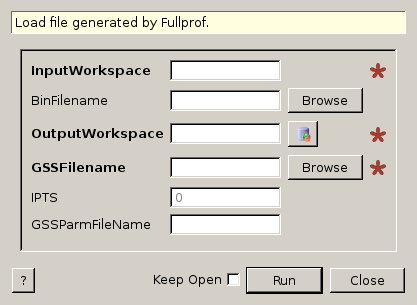 Load file generated by Fullprof.
InputWorkspace
BinFilename Browse
OutputWorkspace
GSSFilename Browse
IPTS 0
GSSParmFileName
? Keep Open Run Close